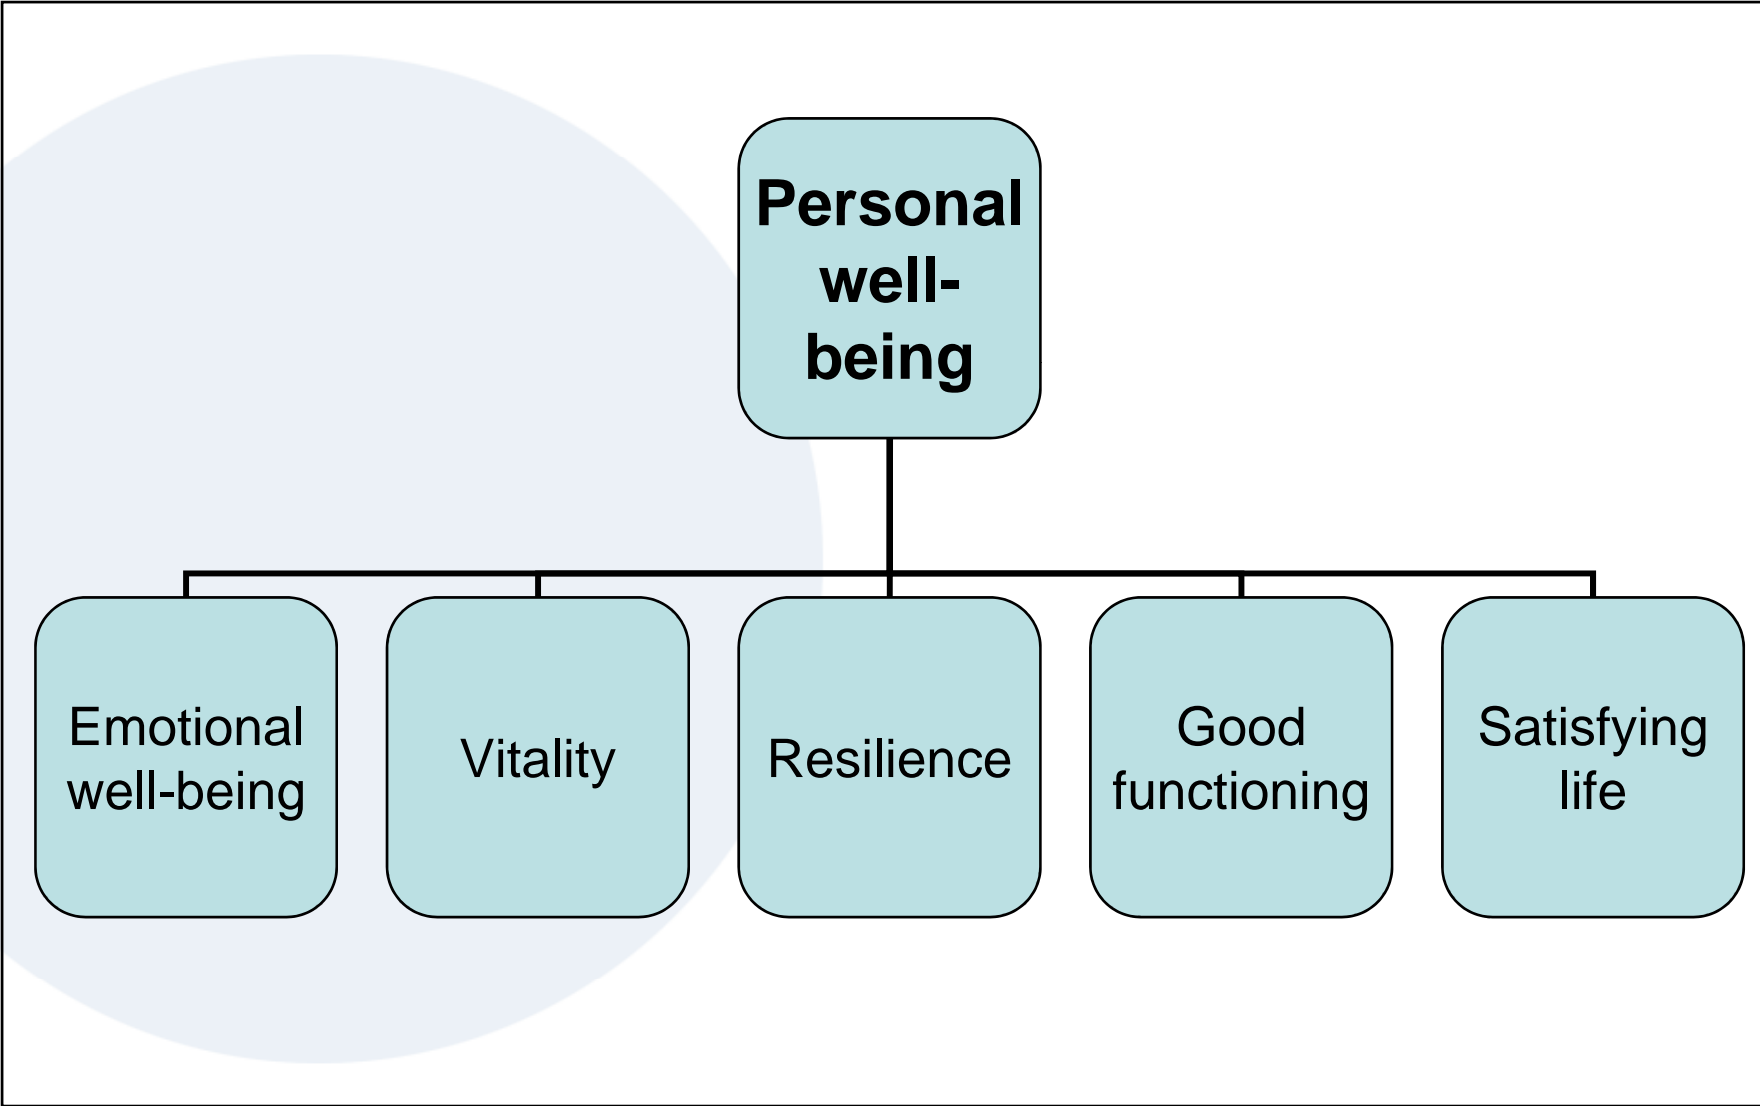 Personal
well-
being
Emotional
well-being
Vitality
Resilience
Good
functioning
Satisfying
life